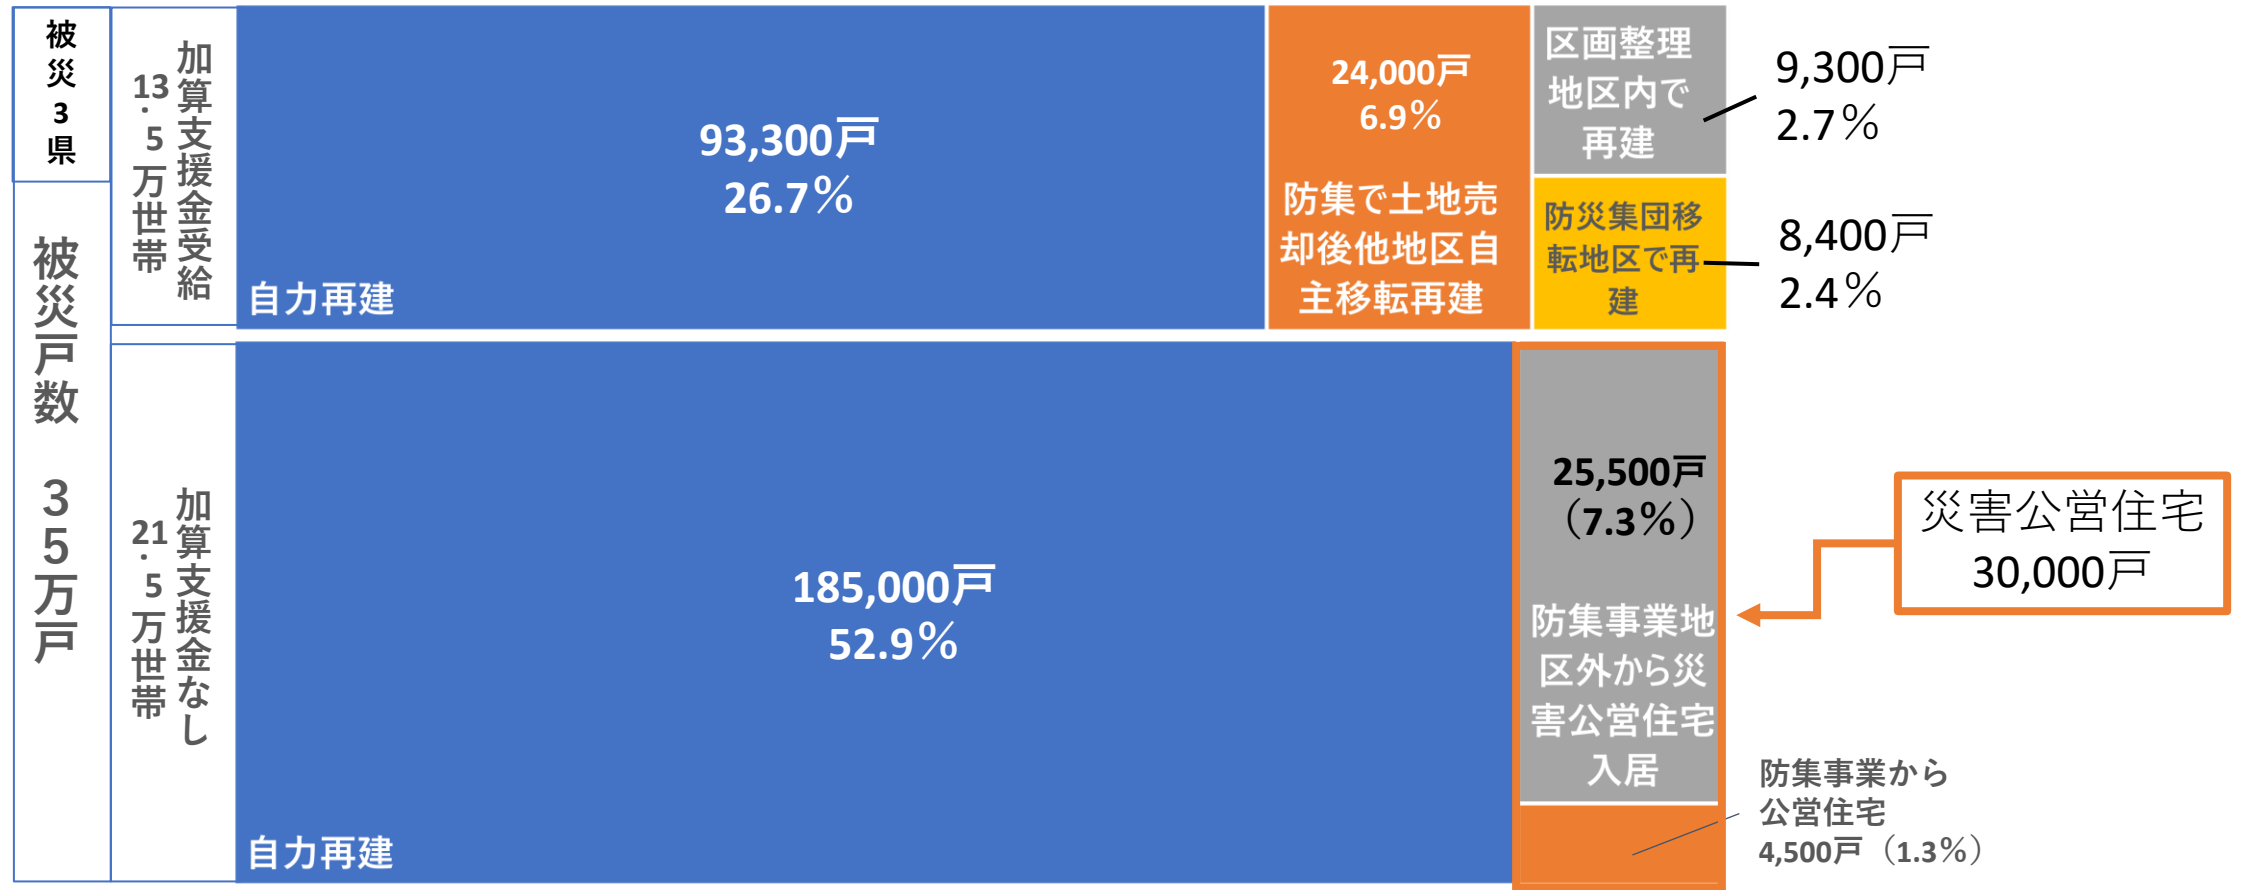 被災3県
被災戸数 35万戸
加算支援金受給
13.5万世帯
93,300戸
26.7%
自力再建
24,000戸
6.9%
防集で土地売
却後他地区自
主移転再建
区画整理
地区内で
再建
9,300戸
2.7%
防災集団移
転地区で再
建
8,400戸
2.4%
加算支援金なし
21.5万世帯
185,000戸
52.9%
自力再建
25,500戸
（7.3%）
防集事業地
区外から災
害公営住宅
入居
災害公営住宅
30,000戸
防集事業から
公営住宅
4,500戸（1.3%）